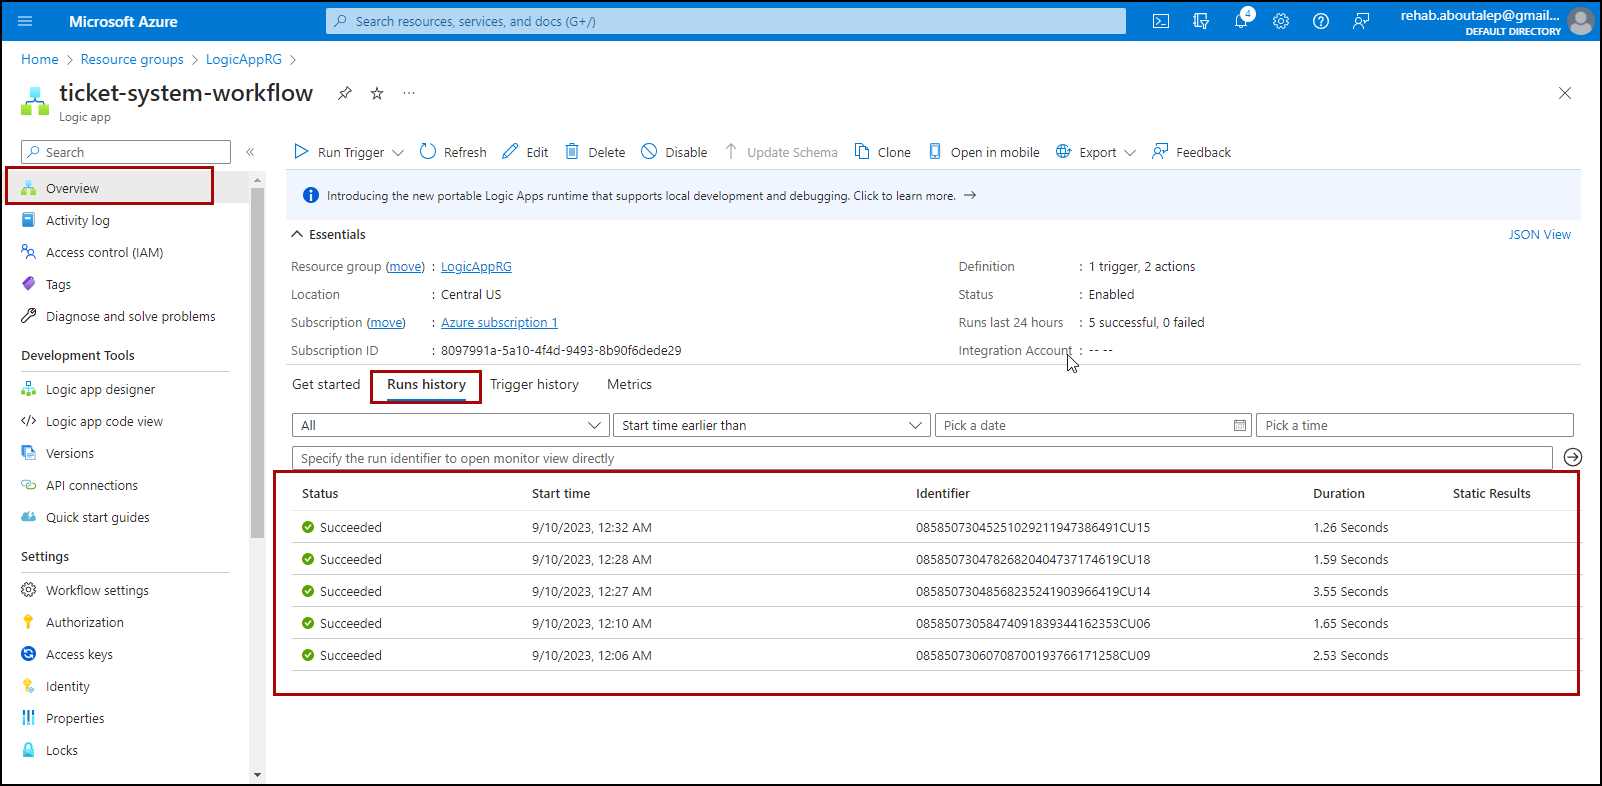 Microsoft Azure
Search resources, services, and docs (G+/)
4
rehab.aboutalep@gmail...
DEFAULT DIRECTORY
Home > Resource groups > LogicAppRG >
ticket-system-workflow
Logic app
Search
Overview
Activity log
Access control (IAM)
Tags
Diagnose and solve problems
Development Tools
Logic app designer
Logic app code view
Versions
API connections
Quick start guides
Settings
Workflow settings
Authorization
Access keys
Identity
Properties
Locks
Run Trigger Refresh Edit Delete Disable Update Schema Clone Open in mobile Export Feedback
Introducing the new portable Logic Apps runtime that supports local development and debugging. Click to learn more.
Essentials JSON View
Resource group (move) : LogicAppRG
Location : Central US
Subscription (move) : Azure subscription 1
Subscription ID : 8097991a-5a10-4f4d-9493-8b90f6dede29
Definition : 1 trigger, 2 actions
Status : Enabled
Runs last 24 hours : 5 successful, 0 failed
Integration Account : -- --
Get started Runs history Trigger history Metrics
All Start time earlier than Pick a date Pick a time
Specify the run identifier to open monitor view directly
Status Start time Identifier Duration Static Results
Succeeded 9/10/2023, 12:32 AM 08585073045251029211947386491CU15 1.26 Seconds
Succeeded 9/10/2023, 12:28 AM 08585073047826820404737174619CU18 1.59 Seconds
Succeeded 9/10/2023, 12:27 AM 08585073048568235241903966419CU14 3.55 Seconds
Succeeded 9/10/2023, 12:10 AM 08585073058474091839344162353CU06 1.65 Seconds
Succeeded 9/10/2023, 12:06 AM 08585073060708700193766171258CU09 2.53 Seconds